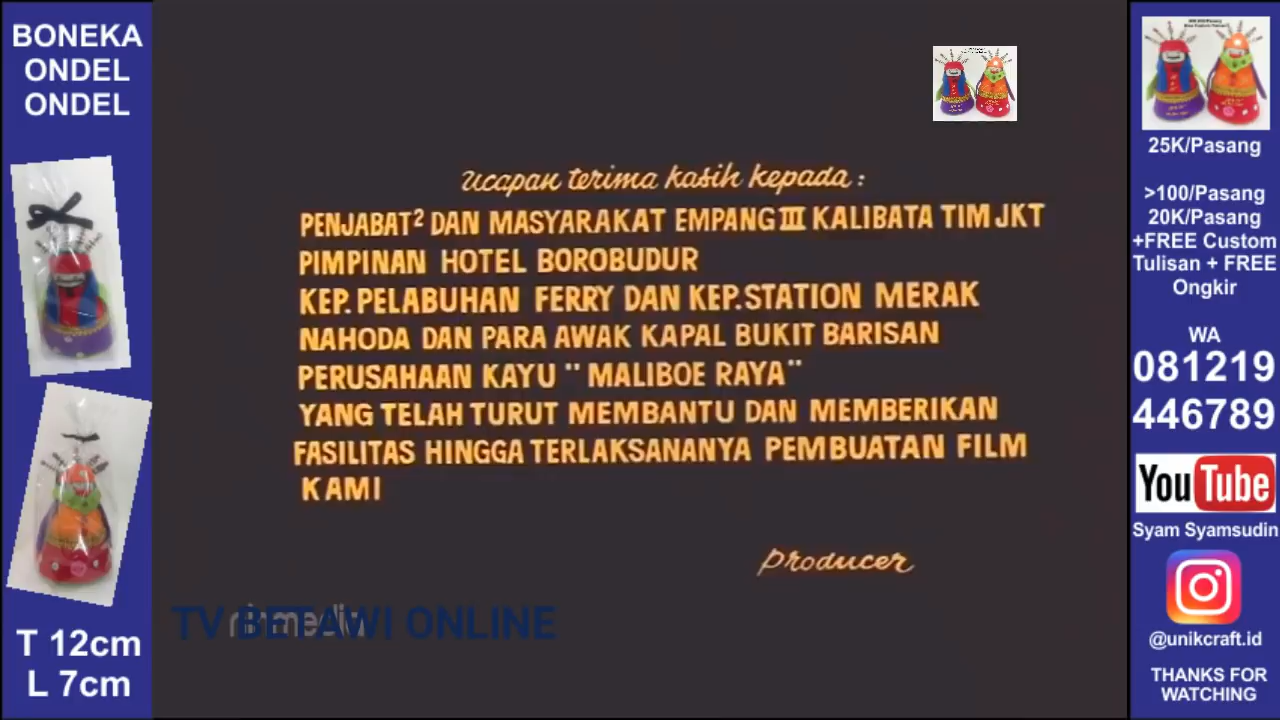 BONEKA
ONDEL
ONDEL
T 12cm
L 7cm
Ucapan terima kasih kepada :
PENJABAT² DAN MASYARAKAT EMPANG III KALIBATA TIM JKT
PIMPINAN HOTEL BOROBUDUR
KEP. PELABUHAN FERRY DAN KEP. STATION MERAK
NAHODA DAN PARA AWAK KAPAL BUKIT BARISAN
PERUSAHAAN KAYU "MALIBOE RAYA"
YANG TELAH TURUT MEMBANTU DAN MEMBERIKAN
FASILITAS HINGGA TERLAKSANANYA PEMBUATAN FILM
KAMI
Producer
TV BETAWI ONLINE
25K/Pasang
>100/Pasang
20K/Pasang
+FREE Custom
Tulisan + FREE
Ongkir
WA
081219
446789
YouTube
Syam Syamsudin
@unikcraft.id
THANKS FOR
WATCHING